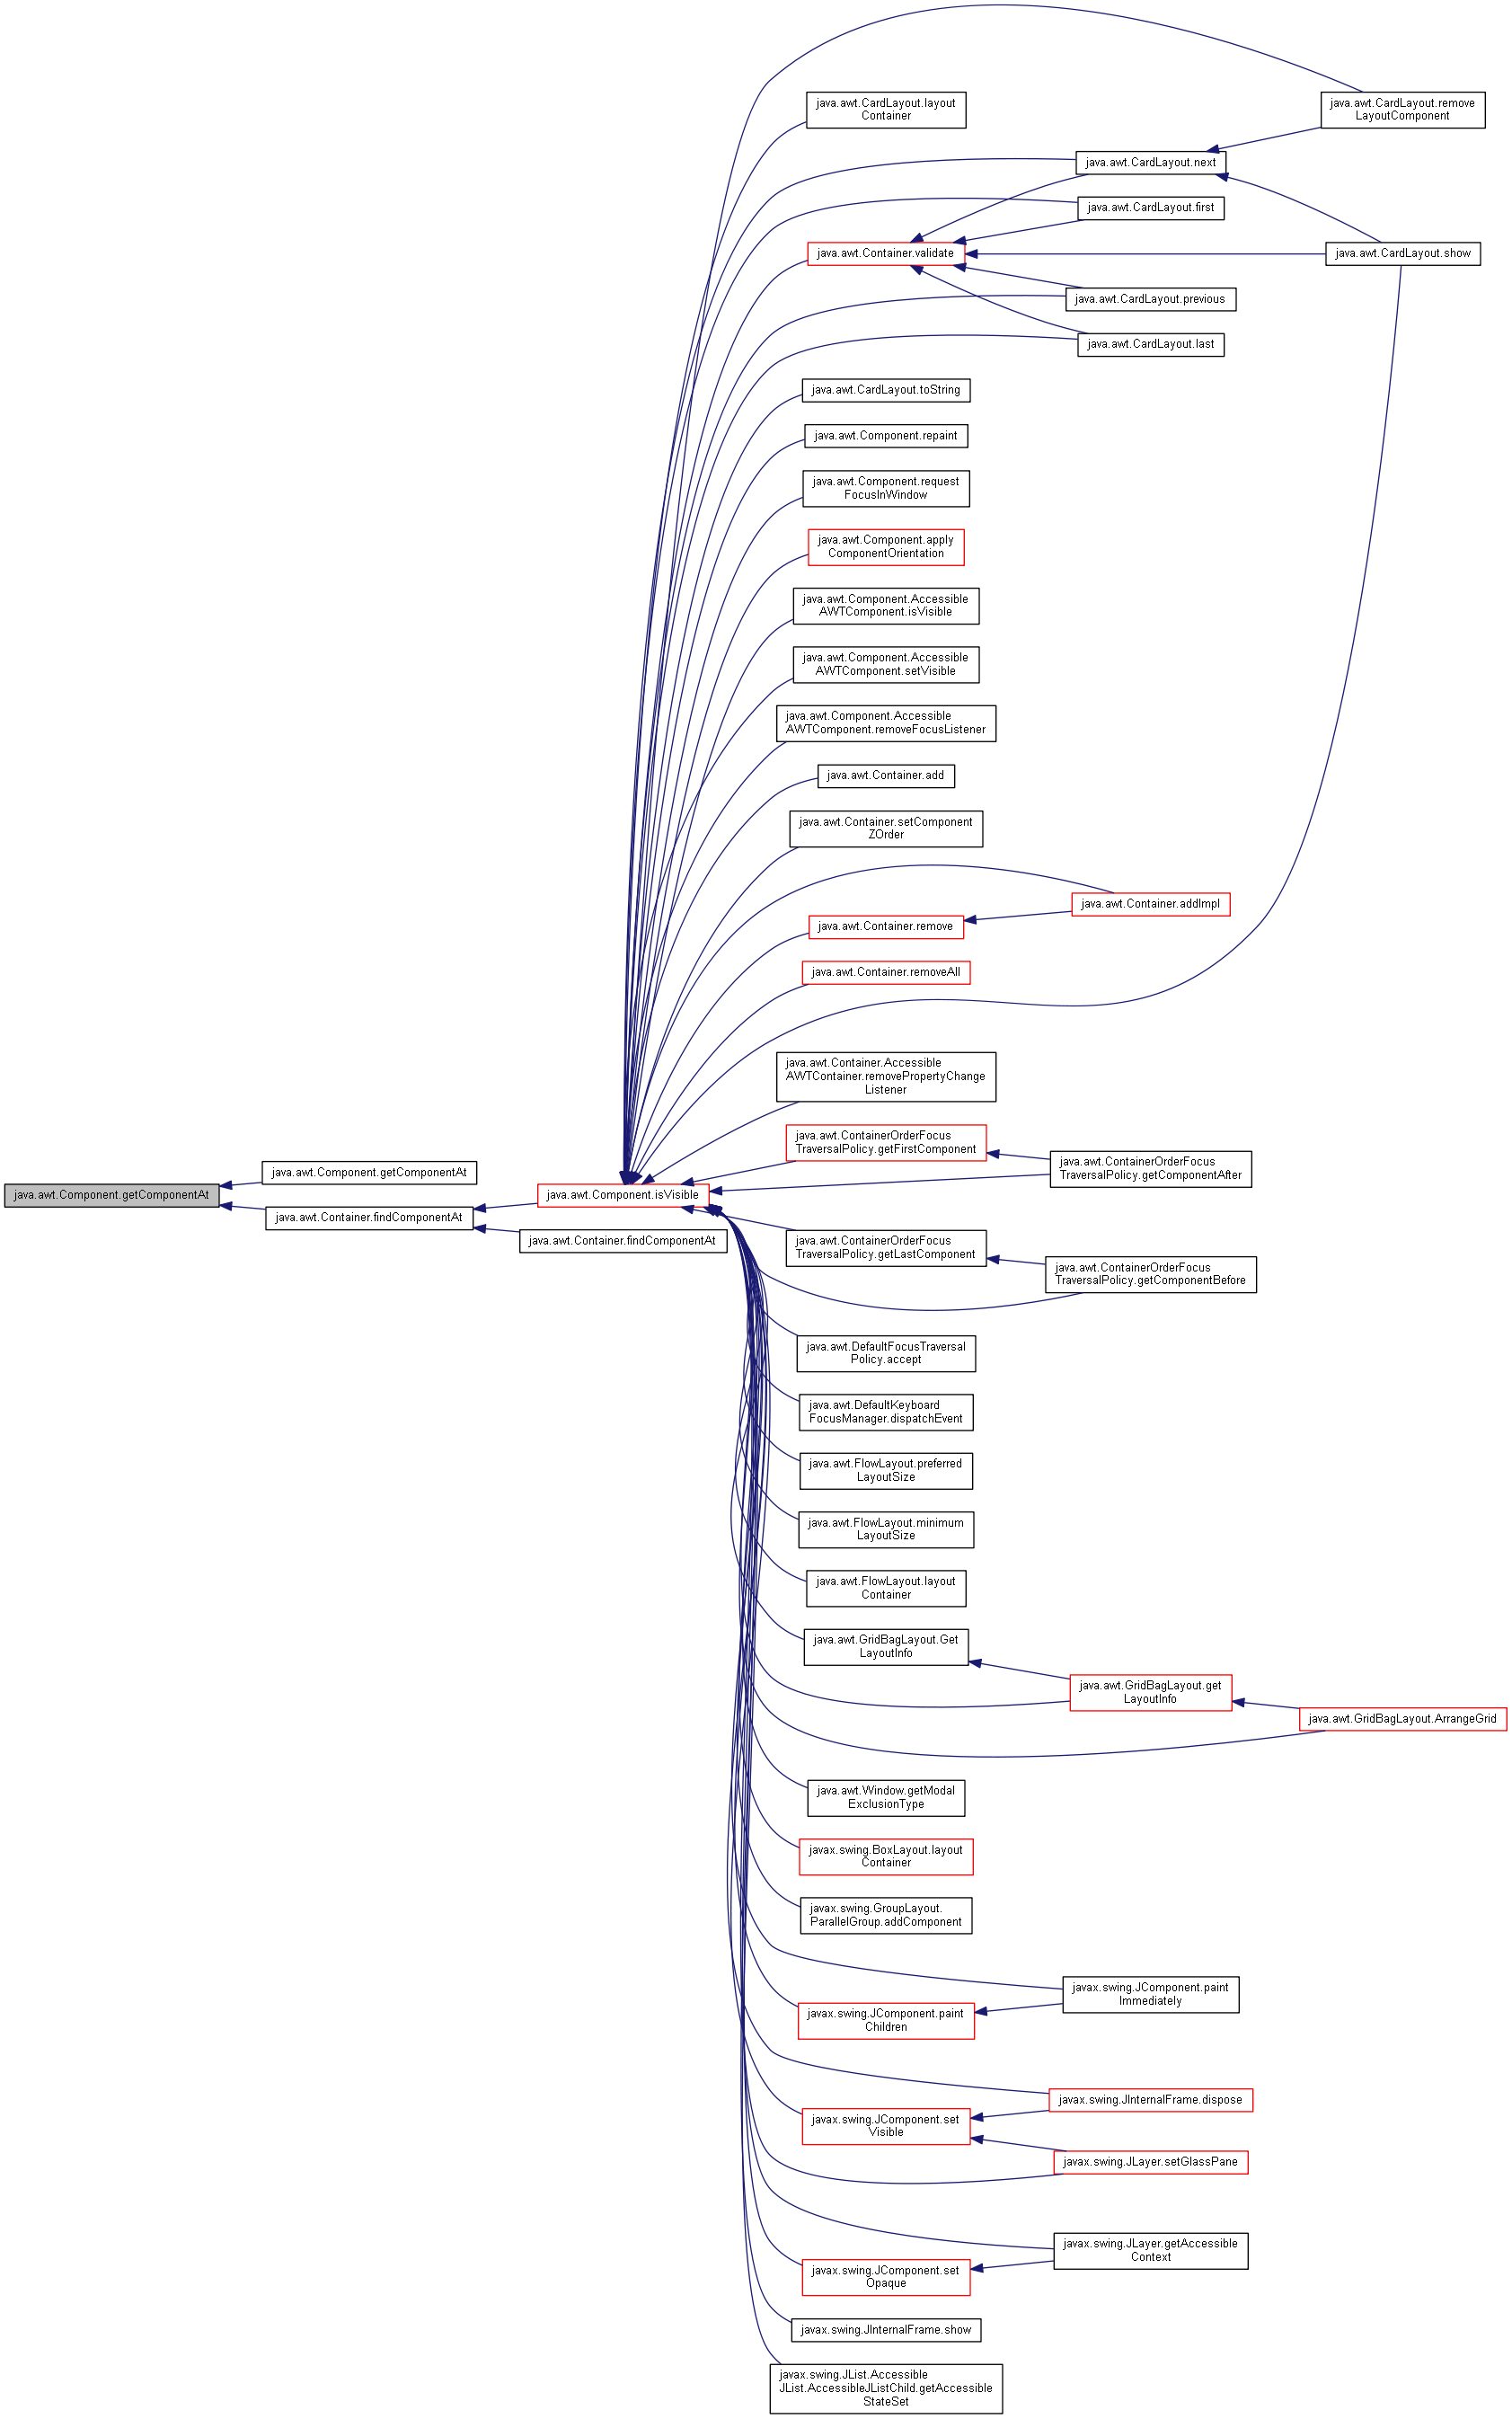 java.awt.CardLayout.layout
Container
java.awt.CardLayout.remove
LayoutComponent
java.awt.CardLayout.next
java.awt.CardLayout.first
java.awt.Container.validate
java.awt.CardLayout.show
java.awt.CardLayout.previous
java.awt.CardLayout.last
java.awt.CardLayout.toString
java.awt.Component.repaint
java.awt.Component.request
FocusInWindow
java.awt.Component.apply
ComponentOrientation
java.awt.Component.Accessible
AWTComponent.isVisible
java.awt.Component.Accessible
AWTComponent.setVisible
java.awt.Component.Accessible
AWTComponent.removeFocusListener
java.awt.Container.add
java.awt.Container.setComponent
ZOrder
java.awt.Container.addImpl
java.awt.Container.remove
java.awt.Container.removeAll
java.awt.Container.Accessible
AWTContainer.removePropertyChange
Listener
java.awt.ContainerOrderFocus
TraversalPolicy.getFirstComponent
java.awt.ContainerOrderFocus
TraversalPolicy.getComponentAfter
java.awt.Component.getComponentAt
java.awt.Component.getComponentAt
java.awt.Component.isVisible
java.awt.Container.findComponentAt
java.awt.Container.findComponentAt
java.awt.ContainerOrderFocus
TraversalPolicy.getLastComponent
java.awt.ContainerOrderFocus
TraversalPolicy.getComponentBefore
java.awt.DefaultFocusTraversal
Policy.accept
java.awt.DefaultKeyboard
FocusManager.dispatchEvent
java.awt.FlowLayout.preferred
LayoutSize
java.awt.FlowLayout.minimum
LayoutSize
java.awt.FlowLayout.layout
Container
java.awt.GridBagLayout.Get
LayoutInfo
java.awt.GridBagLayout.get
LayoutInfo
java.awt.GridBagLayout.ArrangeGrid
java.awt.Window.getModal
ExclusionType
javax.swing.BoxLayout.layout
Container
javax.swing.GroupLayout.
ParallelGroup.addComponent
javax.swing.JComponent.paint
Immediately
javax.swing.JComponent.paint
Children
javax.swing.JInternalFrame.dispose
javax.swing.JComponent.set
Visible
javax.swing.JLayer.setGlassPane
javax.swing.JLayer.getAccessible
Context
javax.swing.JComponent.set
Opaque
javax.swing.JInternalFrame.show
javax.swing.JList.Accessible
JList.AccessibleJListChild.getAccessible
StateSet